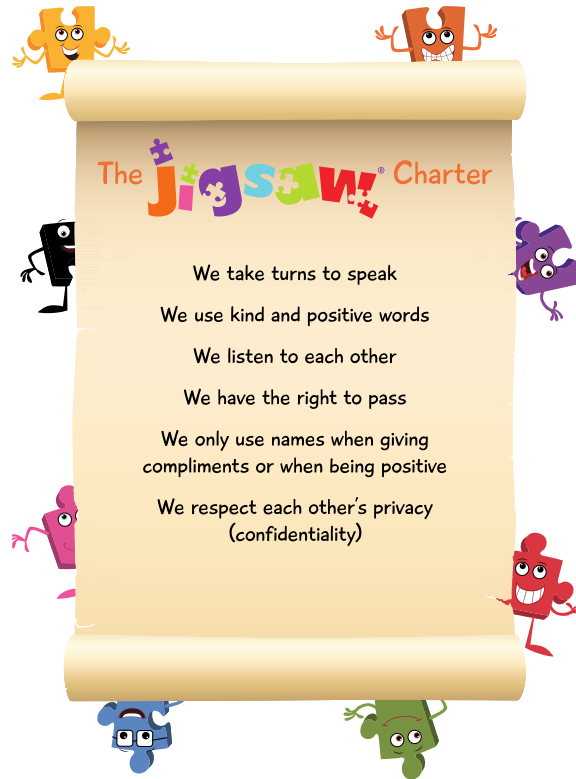 The Jigsaw® Charter
We take turns to speak
We use kind and positive words
We listen to each other
We have the right to pass
We only use names when giving
compliments or when being positive
We respect each other's privacy
(confidentiality)